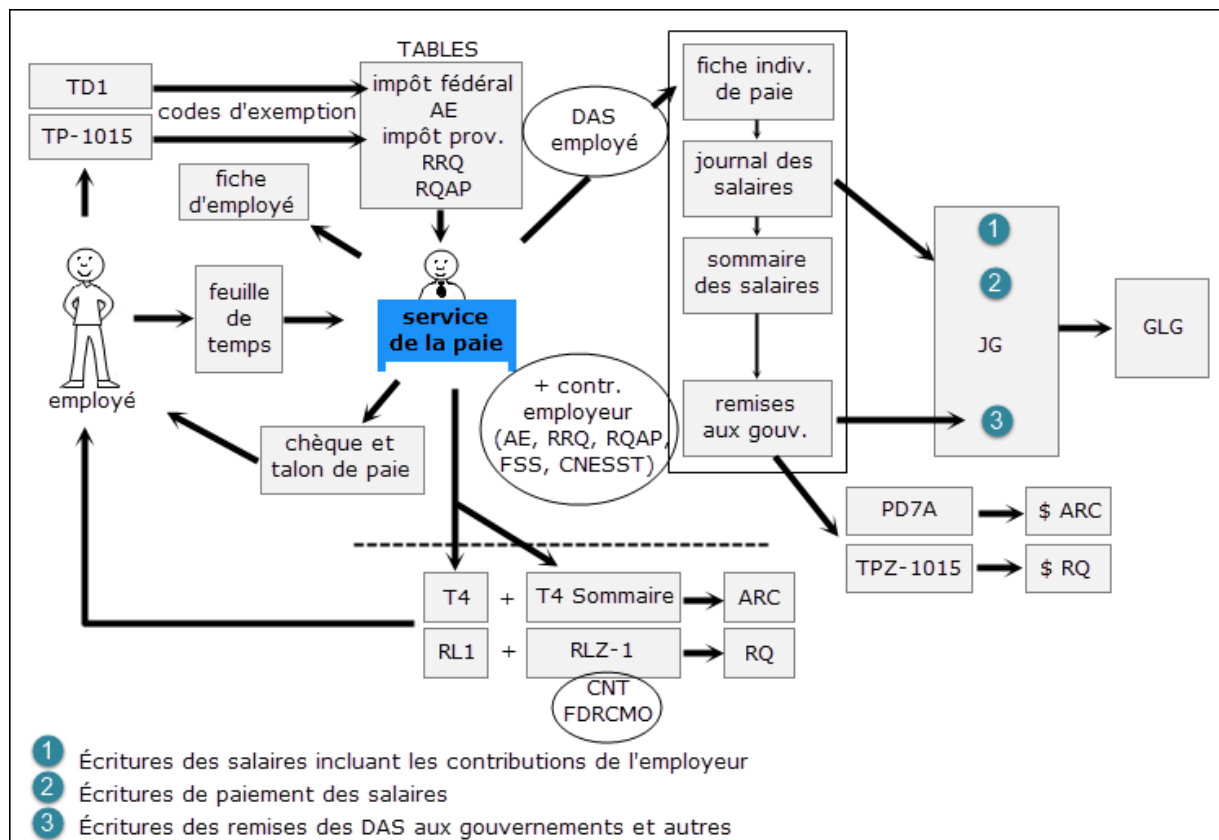 TABLES
TD1
codes d'exemption
TP-1015
impôt fédéral
AE
impôt prov.
RRQ
RQAP
DAS
employé
fiche indiv.
de paie
journal des
salaires
sommaire
des salaires
remises
aux gouv.
fiche
d'employé
employé
feuille
de
temps
service
de la paie
chèque et
talon de paie
+ contr.
employeur
(AE, RRQ, RQAP,
FSS, CNESST)
1
2
JG
3
GLG
PD7A
$ ARC
TPZ-1015
$ RQ
T4 + T4 Sommaire
ARC
RL1 + RLZ-1
RQ
CNT
FDRCMO
1 Écritures des salaires incluant les contributions de l'employeur
2 Écritures de paiement des salaires
3 Écritures des remises des DAS aux gouvernements et autres